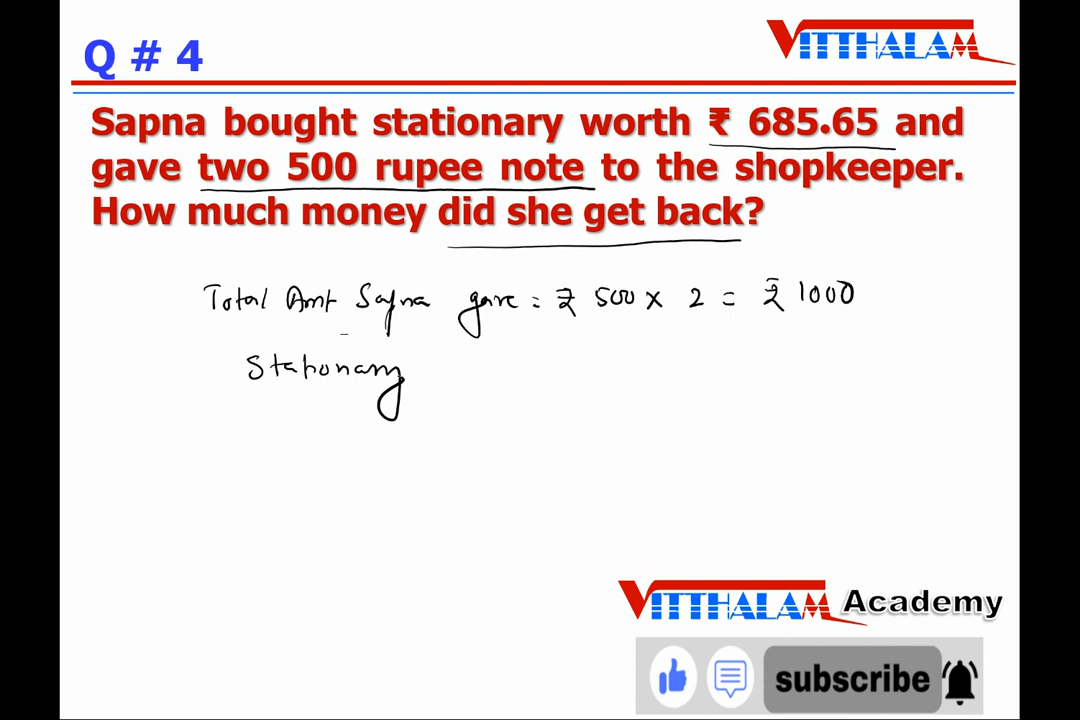 Q # 4
VITTHALAM
Sapna bought stationary worth ₹ 685.65 and
gave two 500 rupee note to the shopkeeper.
How much money did she get back?
Total Amt Sapna gave = ₹ 500 × 2 = ₹ 1000
Stationary
VITTHALAM Academy
subscribe